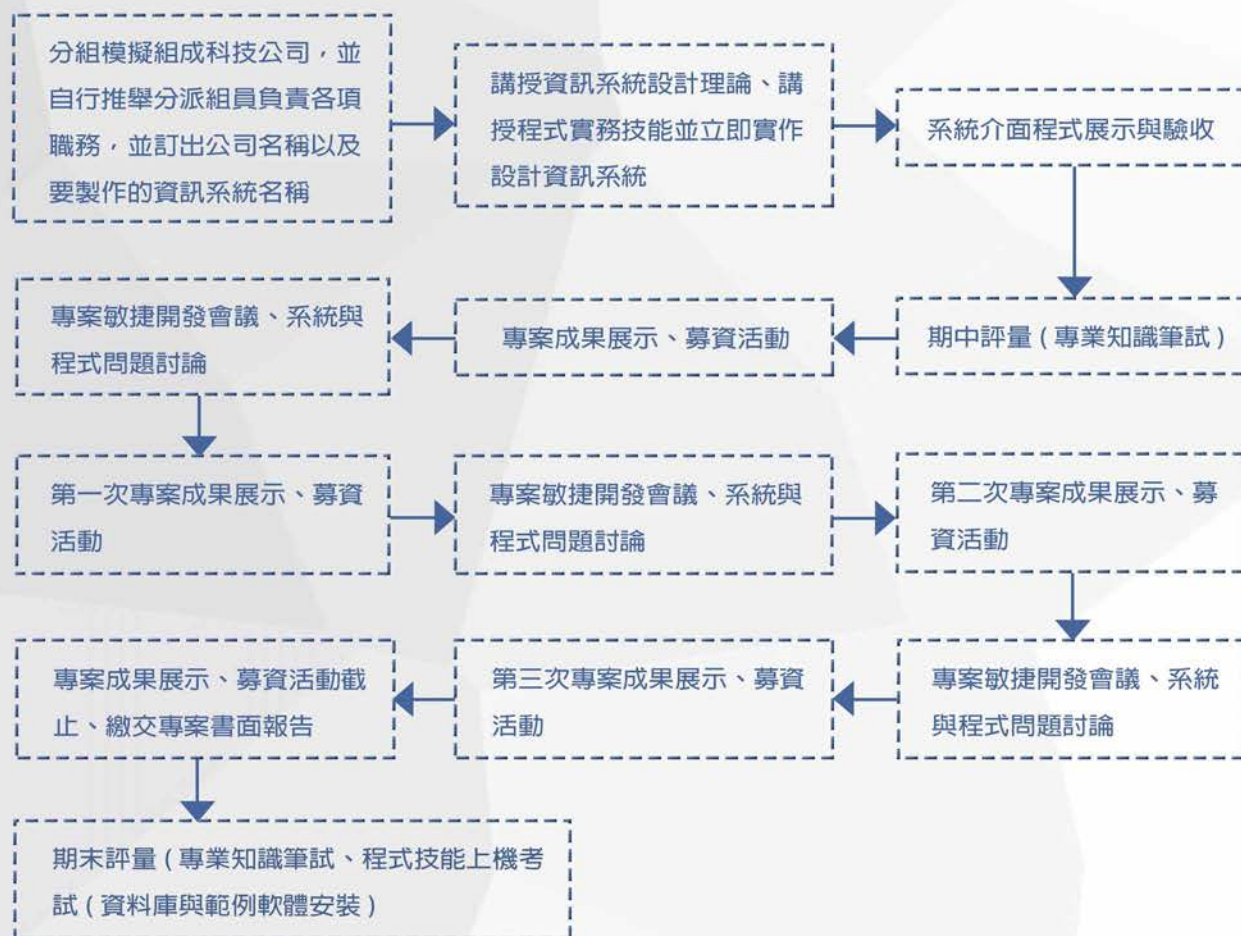 分組模擬組成科技公司，並
自行推舉分派組員負責各項
職務，並訂出公司名稱以及
要製作的資訊系統名稱
講授資訊系統設計理論、講
授程式實務技能並立即實作
設計資訊系統
系統介面程式展示與驗收
期中評量（專業知識筆試）
專案成果展示、募資活動
專案敏捷開發會議、系統與
程式問題討論
第一次專案成果展示、募資
活動
專案敏捷開發會議、系統與
程式問題討論
第二次專案成果展示、募
資活動
專案敏捷開發會議、系統
與程式問題討論
第三次專案成果展示、募資
活動
專案成果展示、募資活動截
止、繳交專案書面報告
期末評量（專業知識筆試、程式技能上機考
試（資料庫與範例軟體安裝）